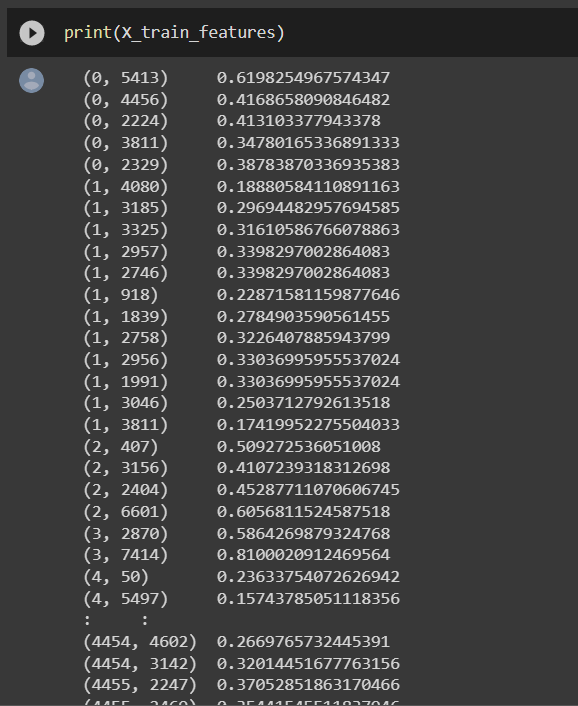 print(X_train_features)
(0, 5413) 0.6198254967574347
(0, 4456) 0.4168658090846482
(0, 2224) 0.413103377943378
(0, 3811) 0.34780165336891333
(0, 2329) 0.38783870336935383
(1, 4080) 0.18880584110891163
(1, 3185) 0.29694482957694585
(1, 3325) 0.31610586766078863
(1, 2957) 0.3398297002864083
(1, 2746) 0.3398297002864083
(1, 918) 0.22871581159877646
(1, 1839) 0.2784903590561455
(1, 2758) 0.3226407885943799
(1, 2956) 0.33036995955537024
(1, 1991) 0.33036995955537024
(1, 3046) 0.2503712792613518
(1, 3811) 0.17419952275504033
(2, 407) 0.509272536051008
(2, 3156) 0.4107239318312698
(2, 2404) 0.45287711070606745
(2, 6601) 0.6056811524587518
(3, 2870) 0.5864269879324768
(3, 7414) 0.8100020912469564
(4, 50) 0.23633754072626942
(4, 5497) 0.15743785051118356
: :
(4454, 4602) 0.2669765732445391
(4454, 3142) 0.32014451677763156
(4455, 2247) 0.37052851863170466